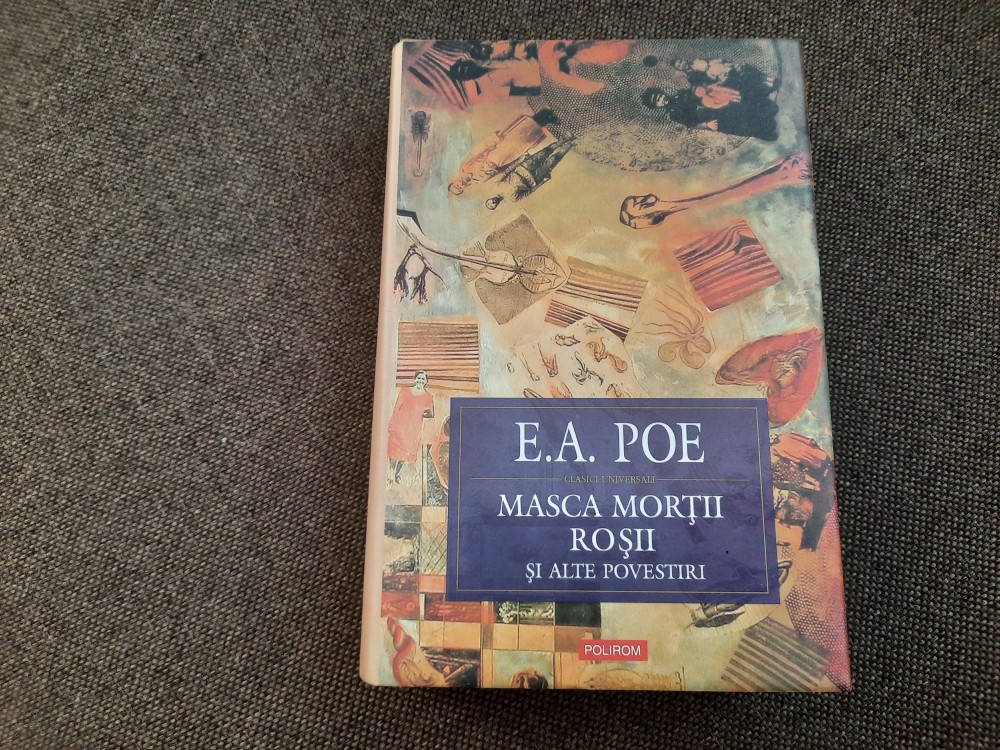 E.A. POE
CLASICI UNIVERSALI
MASCA MORŢII
ROŞII
ŞI ALTE POVESTIRI
POLIROM